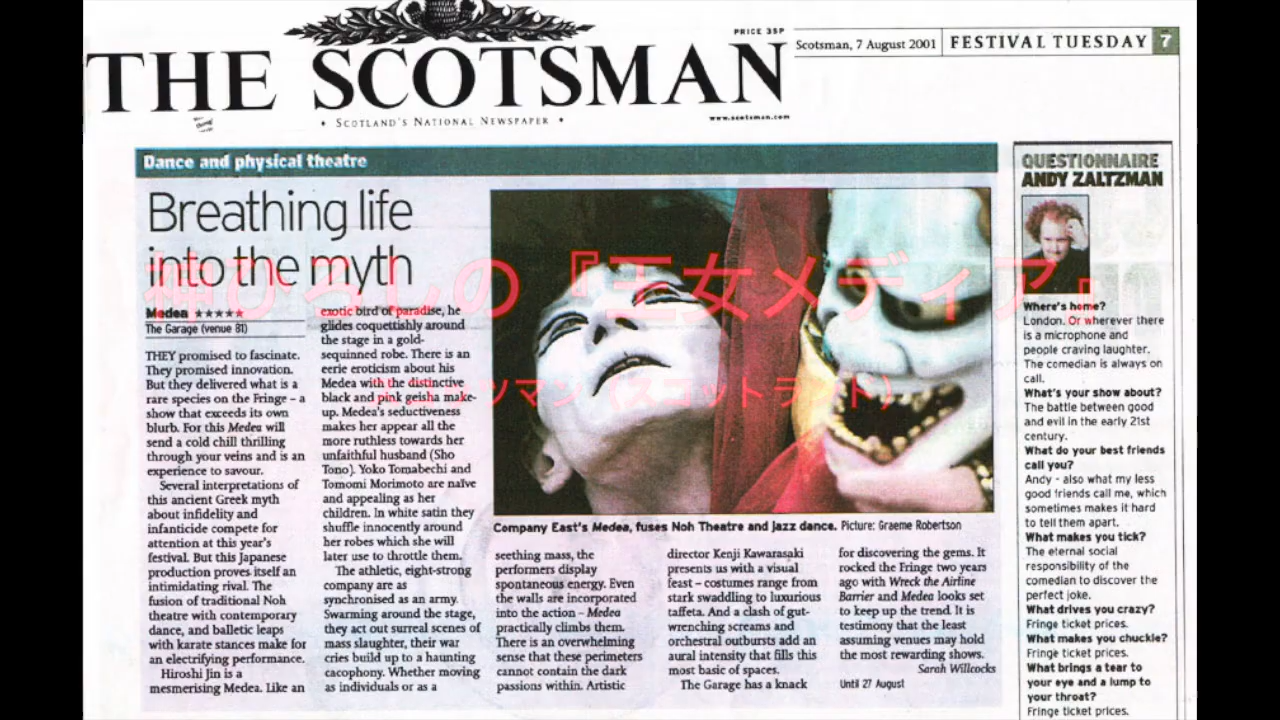 THE SCOTSMAN
PRICE 35P
• SCOTLAND'S NATIONAL NEWSPAPER •
www.scotsman.com
Scotsman, 7 August 2001
FESTIVAL TUESDAY
7
Dance and physical theatre
Breathing life
into the myth
Medea ★★★★★
The Garage (venue 81)
THEY promised to fascinate.
They promised innovation.
But they delivered what is a
rare species on the Fringe – a
show that exceeds its own
blurb. For this Medea will
send a cold chill thrilling
through your veins and is an
experience to savour.
Several interpretations of
this ancient Greek myth
about infidelity and
infanticide compete for
attention at this year's
festival. But this Japanese
production proves itself an
intimidating rival. The
fusion of traditional Noh
theatre with contemporary
dance, and balletic leaps
with karate stances make for
an electrifying performance.
Hiroshi Jin is a
mesmerising Medea. Like an
exotic bird of paradise, he
glides coquettishly around
the stage in a gold-
sequinned robe. There is an
eerie eroticism about his
Medea with the distinctive
black and pink geisha make-
up. Medea's seductiveness
makes her appear all the
more ruthless towards her
unfaithful husband (Sho
Tono). Yoko Tomabechi and
Tomomi Morimoto are naïve
and appealing as her
children. In white satin they
shuffle innocently around
her robes which she will
later use to throttle them.
The athletic, eight-strong
company are as
synchronised as an army.
Swarming around the stage,
they act out surreal scenes of
mass slaughter, their war
cries build up to a haunting
cacophony. Whether moving
as individuals or as a
Company East's Medea, fuses Noh Theatre and jazz dance. Picture: Graeme Robertson
seething mass, the
performers display
spontaneous energy. Even
the walls are incorporated
into the action – Medea
practically climbs them.
There is an overwhelming
sense that these perimeters
cannot contain the dark
passions within. Artistic
director Kenji Kawarasaki
presents us with a visual
feast – costumes range from
stark swaddling to luxurious
taffeta. And a clash of gut-
wrenching screams and
orchestral outbursts add an
aural intensity that fills this
most basic of spaces.
The Garage has a knack
for discovering the gems. It
rocked the Fringe two years
ago with Wreck the Airline
Barrier and Medea looks set
to keep up the trend. It is
testimony that the least
assuming venues may hold
the most rewarding shows.
Sarah Willcocks
Until 27 August
QUESTIONNAIRE
ANDY ZALTZMAN
Where's home?
London. Or wherever there
is a microphone and
people craving laughter.
The comedian is always on
call.
What's your show about?
The battle between good
and evil in the early 21st
century.
What do your best friends
call you?
Andy - also what my less
good friends call me, which
sometimes makes it hard
to tell them apart.
What makes you tick?
The eternal social
responsibility of the
comedian to discover the
perfect joke.
What drives you crazy?
Fringe ticket prices.
What makes you chuckle?
Fringe ticket prices.
What brings a tear to
your eye and a lump to
your throat?
Fringe ticket prices.
神ひろしの『王女メディア』